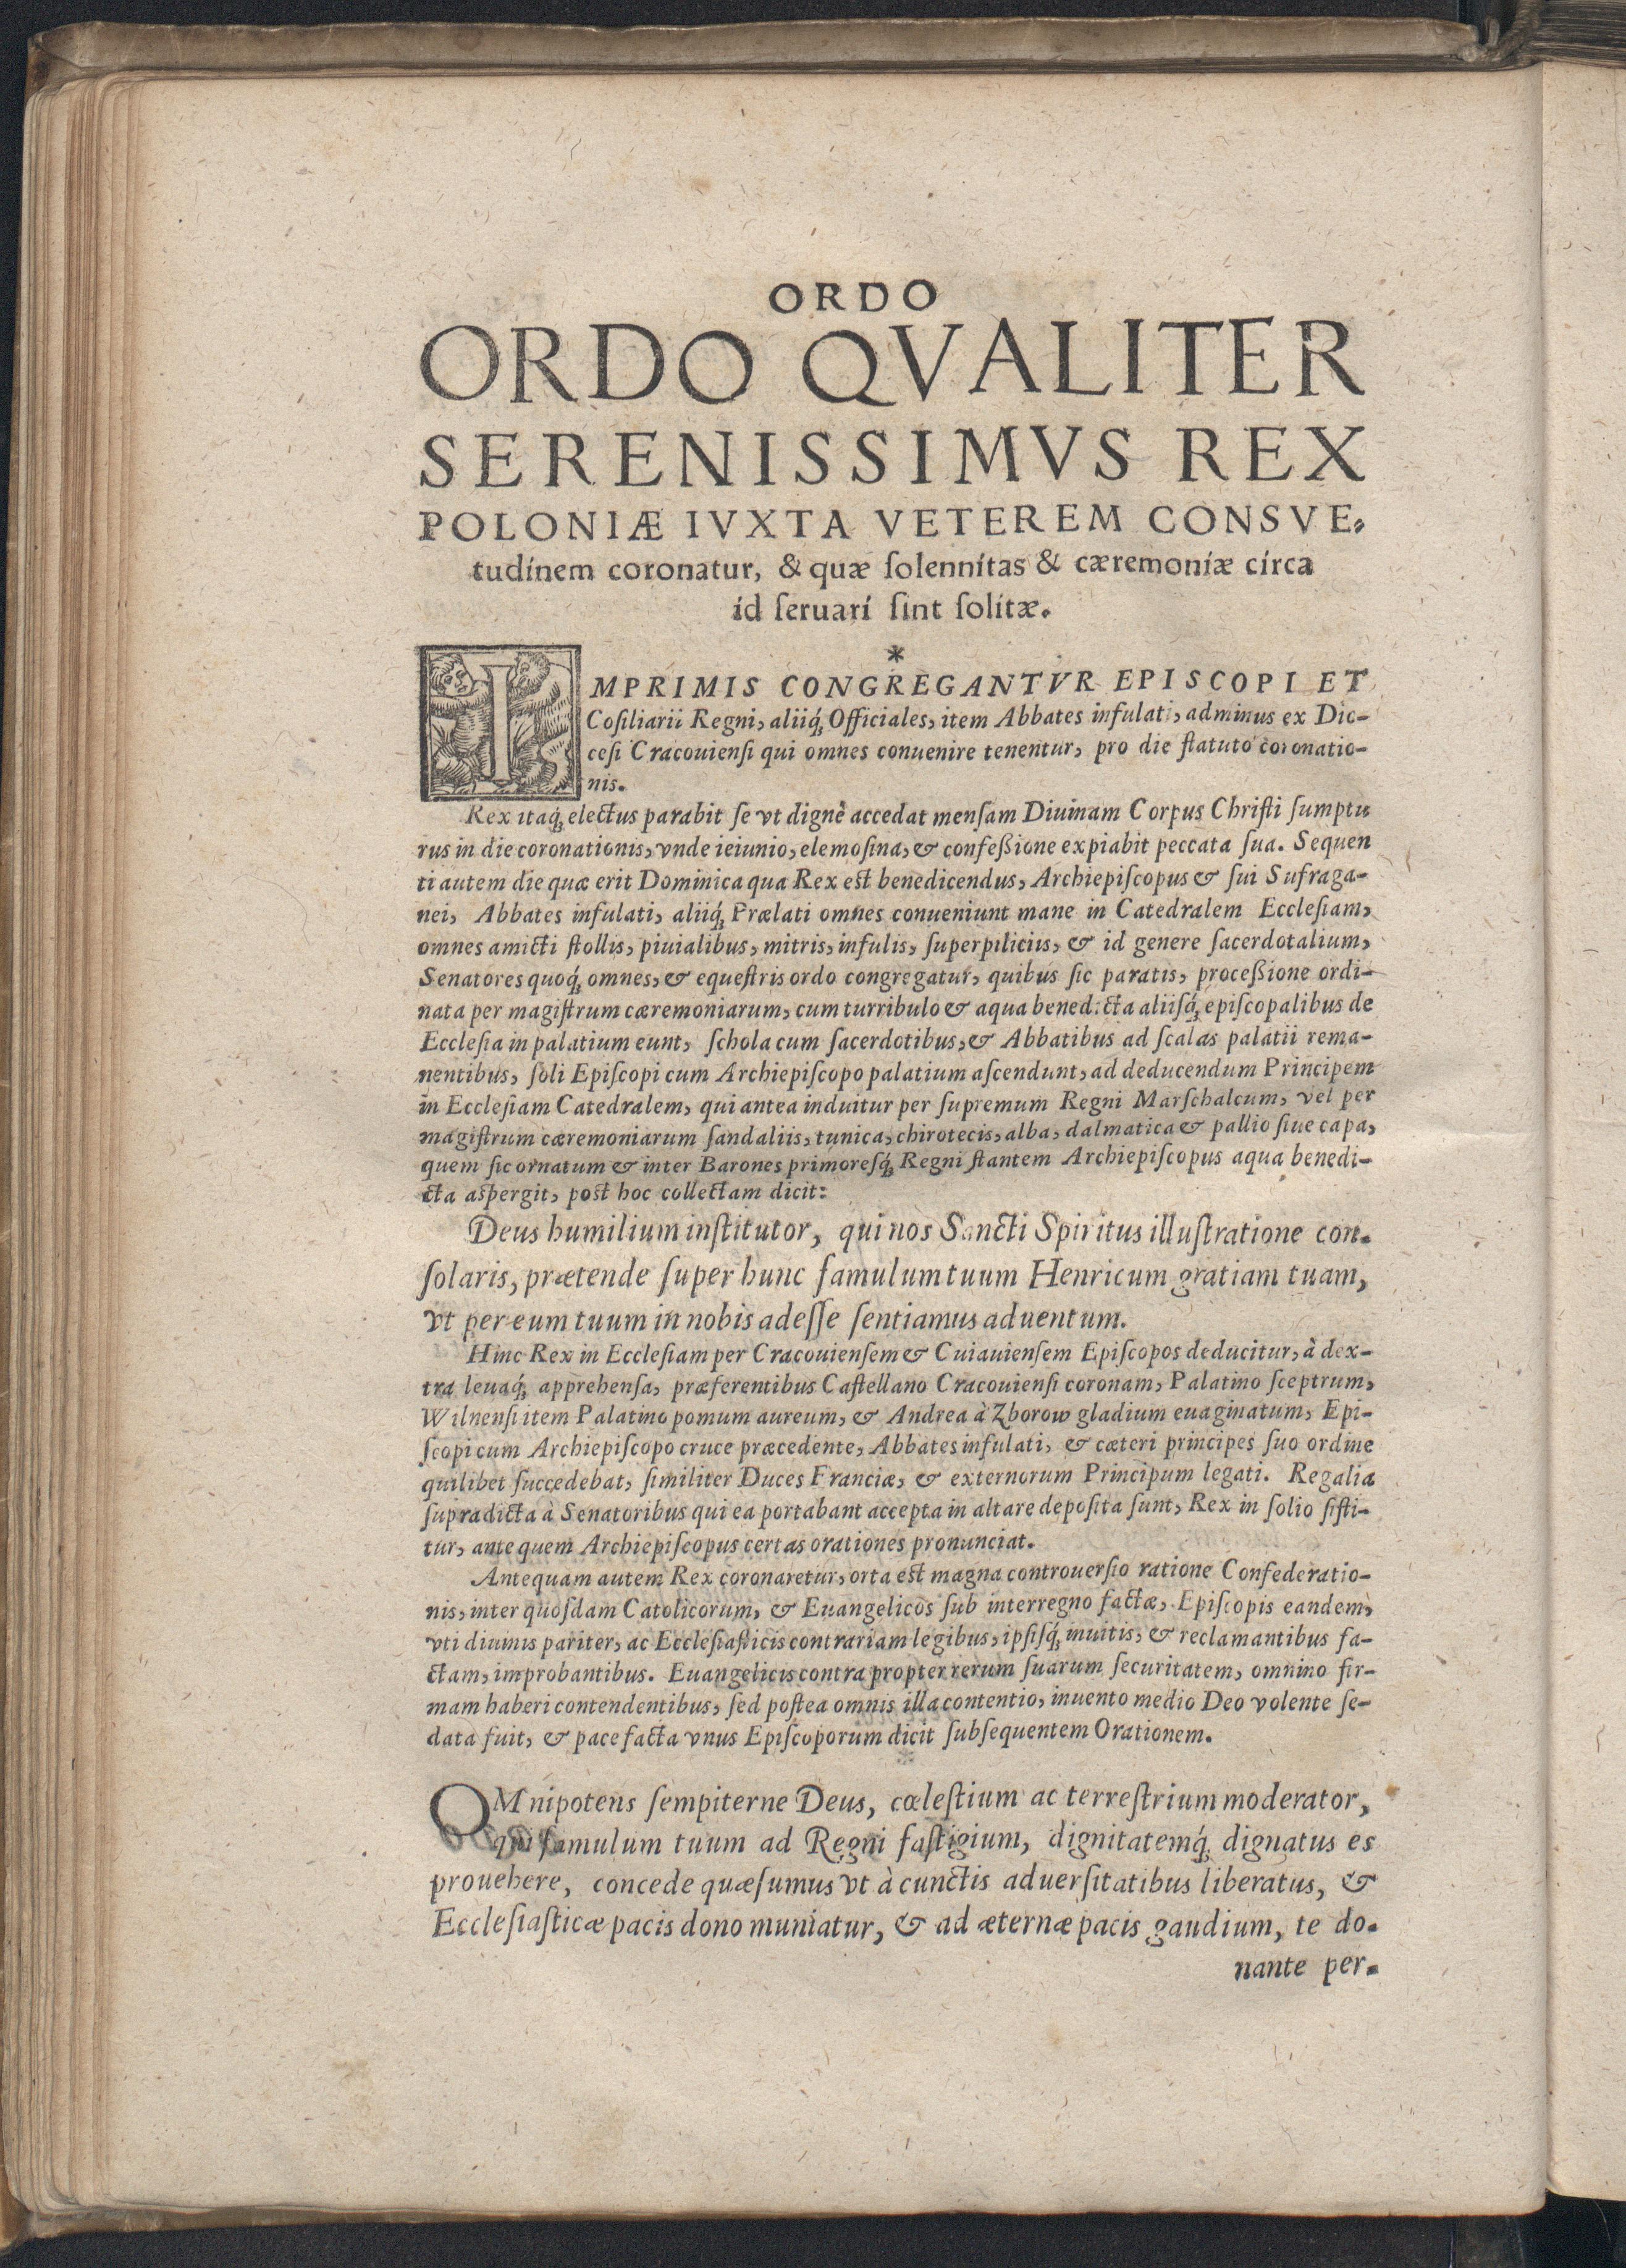 ORDO
ORDO QVALITER
SERENISSIMVS REX
POLONIÆ IVXTA VETEREM CONSVE-
tudinem coronatur, & quæ ſolennitas & cæremoniæ circa
id ſeruari ſint ſolitæ.
*
IMPRIMIS CONGREGANTVR EPISCOPI ET
Coſiliarii Regni, aliiq́; Officiales, item Abbates infulati, adminus ex Dic-
ceſi Cracouienſi qui omnes conuenire tenentur, pro die ſtatuto coronatio-
nis.
Rex itaq́; electus parabit ſe vt dignè accedat menſam Diuinam Corpus Chriſti ſumptu
rus in die coronationis, vnde ieiunio, elemoſina, & confeßione expiabit peccata ſua. Sequen
ti autem die quæ erit Dominica qua Rex est benedicendus, Archiepiſcopus & ſui Sufraga-
nei, Abbates infulati, aliiq́; Prælati omnes conueniunt mane in Catedralem Eccleſiam,
omnes amicti ſtollis, piuialibus, mitris, infulis, ſuperpiliciis, & id genere ſacerdotalium,
Senatores quoq́; omnes, & equeſtris ordo congregatur, quibus ſic paratis, proceßione ordi-
nata per magiſtrum cæremoniarum, cum turribulo & aqua benedicta aliiſq́; epiſcopalibus de
Eccleſia in palatium eunt, ſchola cum ſacerdotibus, & Abbatibus ad ſcalas palatii rema-
nentibus, ſoli Epiſcopi cum Archiepiſcopo palatium aſcendunt, ad deducendum Principem
in Eccleſiam Catedralem, qui antea induitur per ſupremum Regni Marſchalcum, vel per
magiſtrum cæremoniarum ſandaliis, tunica, chirotecis, alba, dalmatica & pallio ſiue capa,
quem ſic ornatum & inter Barones primoreſq́; Regni ſtantem Archiepiſcopus aqua benedi-
cta aſpergit, post hoc collectam dicit:
Deus humilium inſtitutor, qui nos Sancti Spiritus illuſtratione con-
ſolaris, prætende ſuper hunc famulum tuum Henricum gratiam tuam,
vt per eum tuum in nobis adeſſe ſentiamus aduentum.
Hinc Rex in Eccleſiam per Cracouienſem & Cuiauienſem Epiſcopos deducitur, à dex-
tra leuaq́; apprehenſa, præferentibus Caſtellano Cracouienſi coronam, Palatino ſceptrum,
Wilnenſi item Palatino pomum aureum, & Andrea à Zborow gladium euaginatum, Epi-
ſcopi cum Archiepiſcopo cruce præcedente, Abbates infulati, & cæteri principes ſuo ordine
quilibet ſuccedebat, ſimiliter Duces Franciæ, & externorum Principum legati. Regalia
ſupradicta à Senatoribus qui ea portabant accepta in altare depoſita ſunt, Rex in ſolio ſiſti-
tur, ante quem Archiepiſcopus certas orationes pronunciat.
Antequam autem Rex coronaretur, orta est magna controuerſio ratione Confederatio-
nis, inter quoſdam Catolicorum, & Euangelicos ſub interregno factæ, Epiſcopis eandem,
vti diuinis pariter, ac Eccleſiaſticis contrariam legibus, ipſiſq́; inuitis, & reclamantibus fa-
ctam, improbantibus. Euangelicis contra propter rerum ſuarum ſecuritatem, omnino fir-
mam haberi contendentibus, ſed poſtea omnis illa contentio, inuento medio Deo volente ſe-
data fuit, & pace facta vnus Epiſcoporum dicit ſubſequentem Orationem.
OMnipotens ſempiterne Deus, cœleſtium ac terreſtrium moderator,
qui famulum tuum ad Regni faſtigium, dignitatemq́; dignatus es
prouehere, concede quæſumus vt à cunctis aduerſitatibus liberatus, &
Eccleſiaſticæ pacis dono muniatur, & ad æternæ pacis gaudium, te do-
nante per-